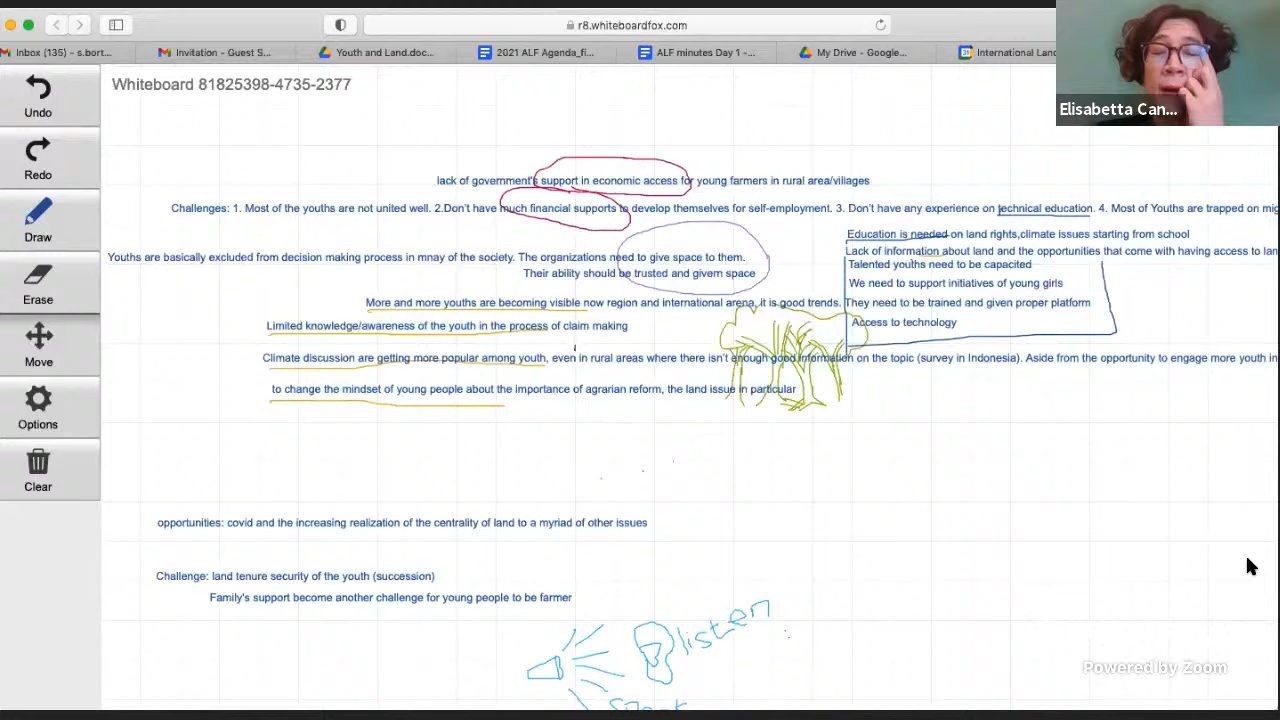 r8.whiteboardfox.com
Inbox (135) – s.bort...
Invitation - Guest S...
Youth and Land.doc...
2021 ALF Agenda_fi...
ALF minutes Day 1 -...
My Drive - Google...
International Lan
Elisabetta Can...
Whiteboard 81825398-4735-2377
Undo
Redo
Draw
Erase
Move
Options
Clear
lack of government's support in economic access for young farmers in rural area/villages
Challenges: 1. Most of the youths are not united well. 2.Don't have much financial supports to develop themselves for self-employment. 3. Don't have any experience on technical education. 4. Most of Youths are trapped on mig
Education is needed on land rights,climate issues starting from school
Youths are basically excluded from decision making process in mnay of the society. The organizations need to give space to them.
Lack of information about land and the opportunities that come with having access to lan
Talented youths need to be capacited
Their ability should be trusted and givem space
We need to support initiatives of young girls
More and more youths are becoming visible now region and international arena, it is good trends. They need to be trained and given proper platform
Access to technology
Limited knowledge/awareness of the youth in the process of claim making
Climate discussion are getting more popular among youth, even in rural areas where there isn't enough good information on the topic (survey in Indonesia). Aside from the opportunity to engage more youth in
to change the mindset of young people about the importance of agrarian reform, the land issue in particular
opportunities: covid and the increasing realization of the centrality of land to a myriad of other issues
Challenge: land tenure security of the youth (succession)
Family's support become another challenge for young people to be farmer
listen
Powered by Zoom